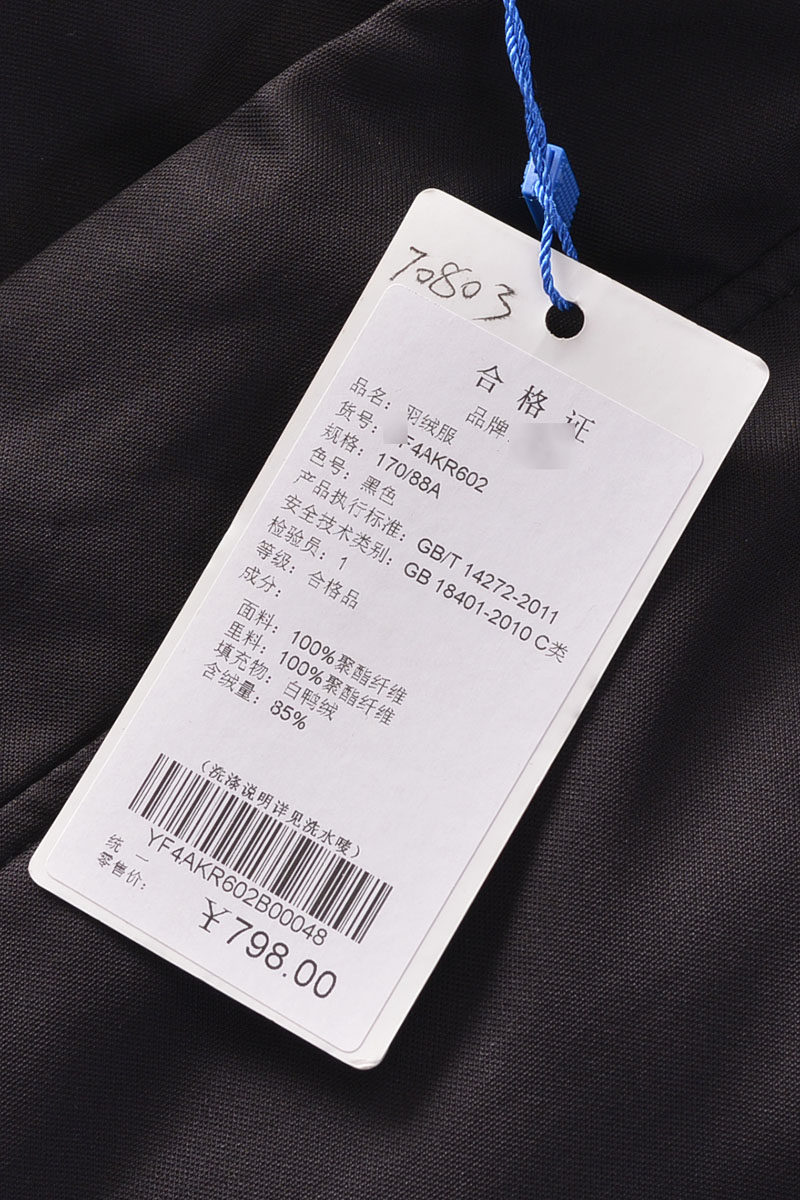 70803
合格证
品牌:
品名：羽绒服
货号：F4AKR602
规格：170/88A
色号：黑色
产品执行标准：GB/T 14272-2011
安全技术类别：GB 18401-2010 C类
检验员：1
等级：合格品
成分：
面料：100%聚酯纤维
里料：100%聚酯纤维
填充物：白鸭绒
含绒量：85%
（洗涤说明详见洗水唛）
YF4AKR602B00048
统一
零售价：
￥798.00